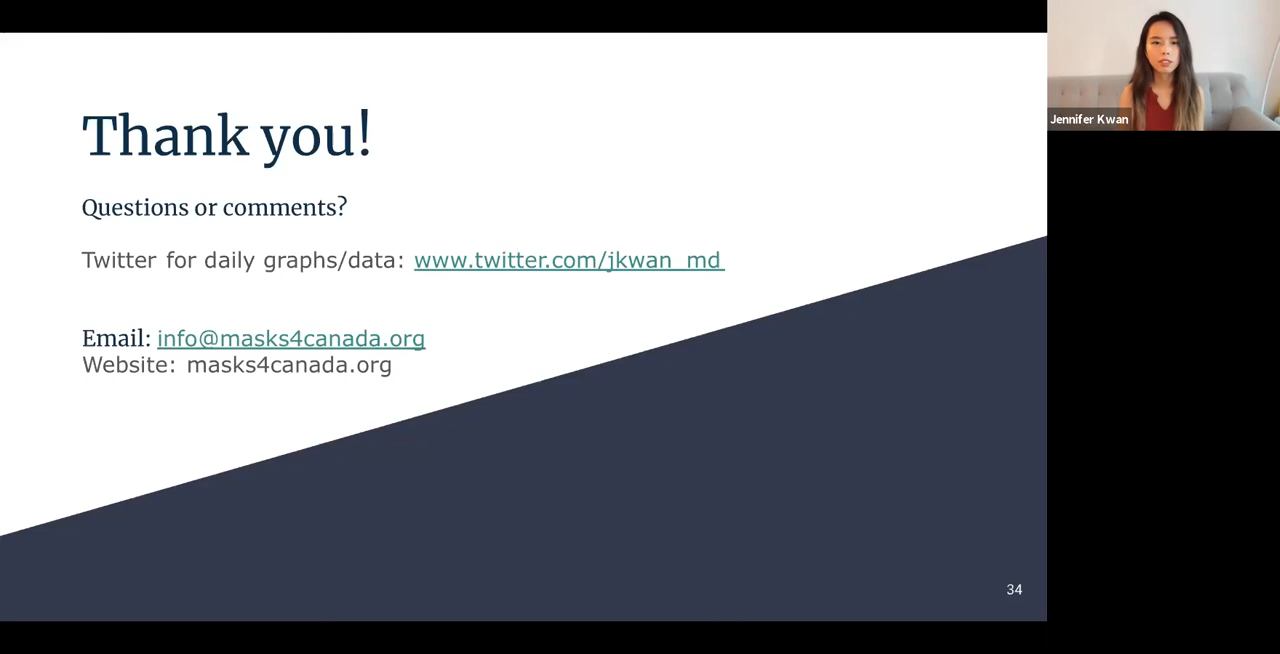 Thank you!
Questions or comments?
Twitter for daily graphs/data: www.twitter.com/jkwan_md
Email: info@masks4canada.org
Website: masks4canada.org
34
Jennifer Kwan